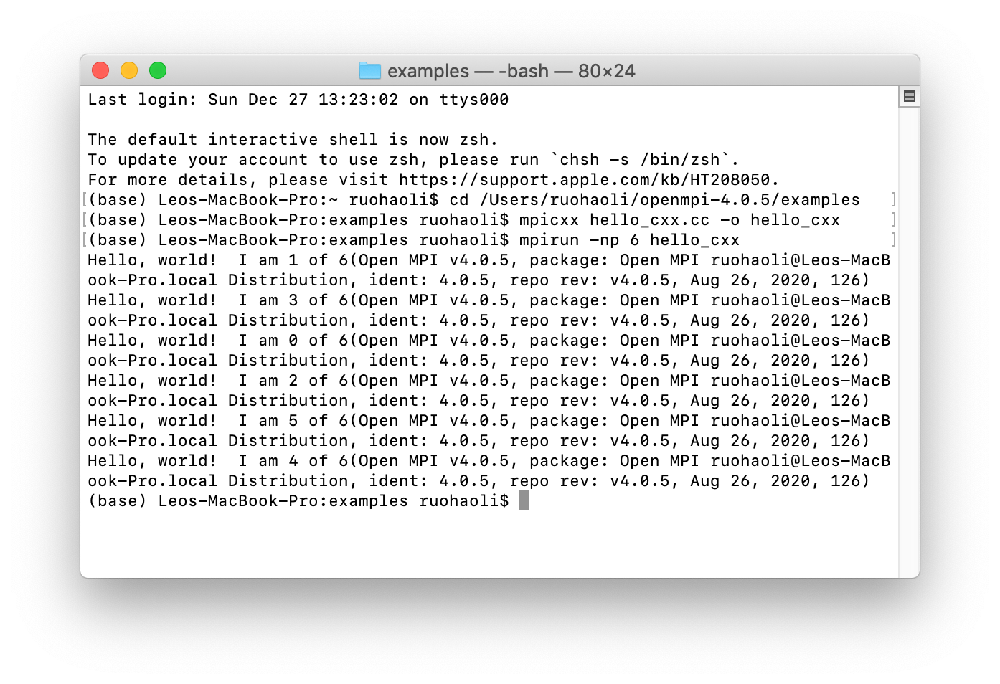 examples — -bash — 80×24
Last login: Sun Dec 27 13:23:02 on ttys000
The default interactive shell is now zsh.
To update your account to use zsh, please run `chsh -s /bin/zsh`.
For more details, please visit https://support.apple.com/kb/HT208050.
[(base) Leos-MacBook-Pro:~ ruohaoli$ cd /Users/ruohaoli/openmpi-4.0.5/examples ]
[(base) Leos-MacBook-Pro:examples ruohaoli$ mpicxx hello_cxx.cc -o hello_cxx ]
[(base) Leos-MacBook-Pro:examples ruohaoli$ mpirun -np 6 hello_cxx ]
Hello, world!  I am 1 of 6(Open MPI v4.0.5, package: Open MPI ruohaoli@Leos-MacB
ook-Pro.local Distribution, ident: 4.0.5, repo rev: v4.0.5, Aug 26, 2020, 126)
Hello, world!  I am 3 of 6(Open MPI v4.0.5, package: Open MPI ruohaoli@Leos-MacB
ook-Pro.local Distribution, ident: 4.0.5, repo rev: v4.0.5, Aug 26, 2020, 126)
Hello, world!  I am 0 of 6(Open MPI v4.0.5, package: Open MPI ruohaoli@Leos-MacB
ook-Pro.local Distribution, ident: 4.0.5, repo rev: v4.0.5, Aug 26, 2020, 126)
Hello, world!  I am 2 of 6(Open MPI v4.0.5, package: Open MPI ruohaoli@Leos-MacB
ook-Pro.local Distribution, ident: 4.0.5, repo rev: v4.0.5, Aug 26, 2020, 126)
Hello, world!  I am 5 of 6(Open MPI v4.0.5, package: Open MPI ruohaoli@Leos-MacB
ook-Pro.local Distribution, ident: 4.0.5, repo rev: v4.0.5, Aug 26, 2020, 126)
Hello, world!  I am 4 of 6(Open MPI v4.0.5, package: Open MPI ruohaoli@Leos-MacB
ook-Pro.local Distribution, ident: 4.0.5, repo rev: v4.0.5, Aug 26, 2020, 126)
(base) Leos-MacBook-Pro:examples ruohaoli$